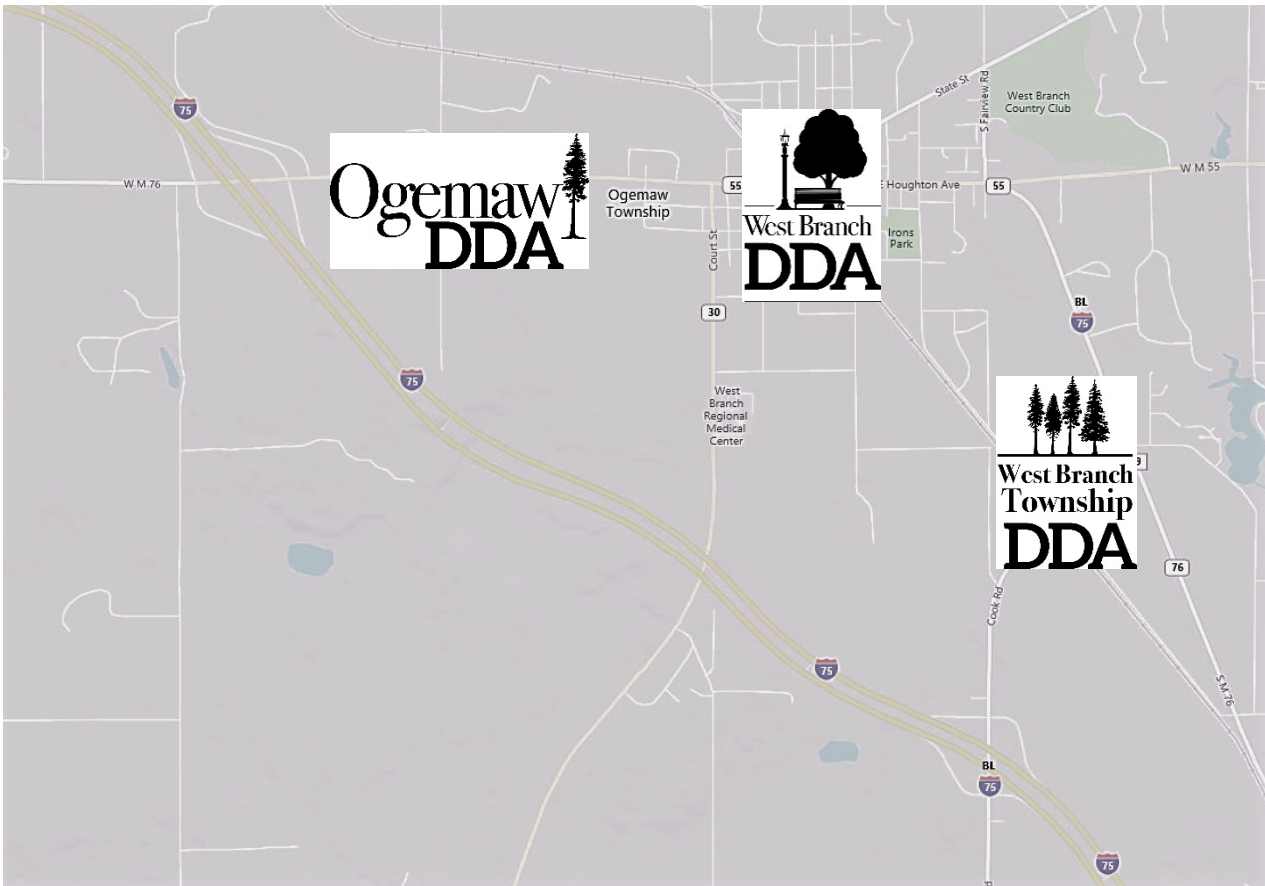 State St
S Fairview Rd
West Branch
Country Club
75
W M 55
W M 76
Ogemaw
DDA
Ogemaw
Township
55
West Branch
DDA
E Houghton Ave
55
Irons
Park
Court St
30
BL
75
75
West
Branch
Regional
Medical
Center
West Branch
Township
DDA
9
76
Cook Rd
S M 76
75
BL
75
75